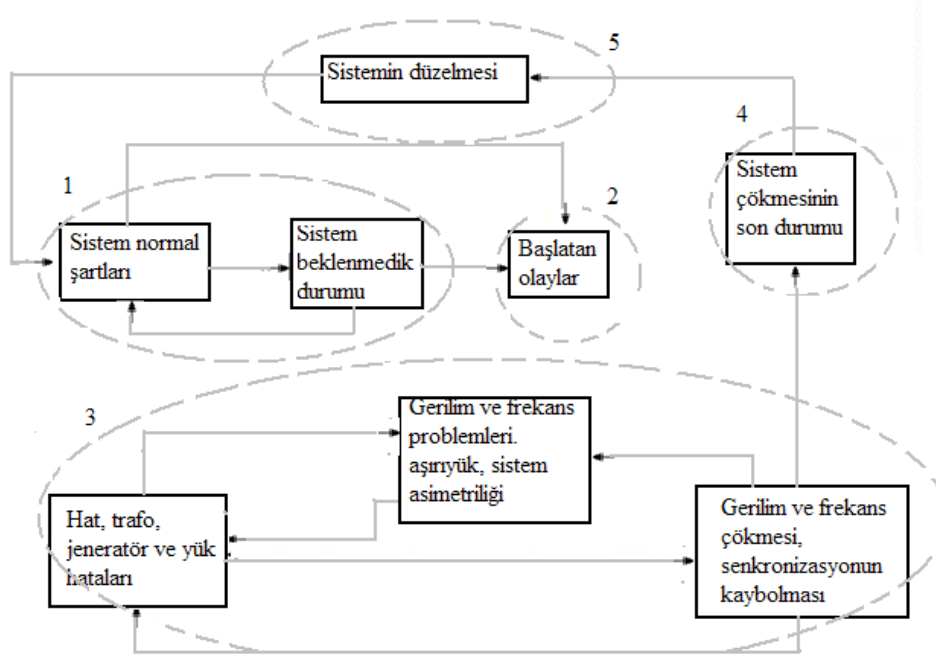 5
Sistemin düzelmesi
4
Sistem
çökmesinin
son durumu
1
Sistem normal
şartları
Sistem
beklenmedik
durumu
2
Başlatan
olaylar
3
Gerilim ve frekans
problemleri.
aşırıyük, sistem
asimetriliği
Hat, trafo,
jeneratör ve yük
hataları
Gerilim ve frekans
çökmesi,
senkronizasyonun
kaybolması